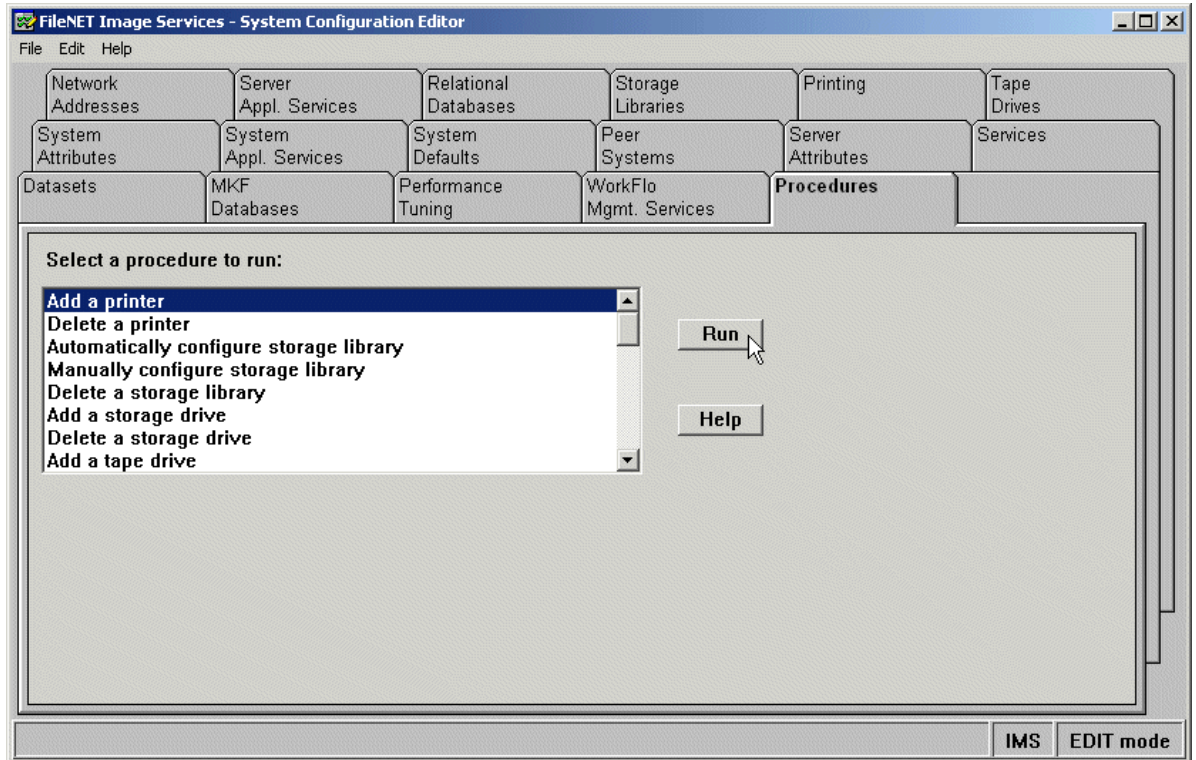 FileNET Image Services - System Configuration Editor
File Edit Help
Network Addresses
Server Appl. Services
Relational Databases
Storage Libraries
Printing
Tape Drives
System Attributes
System Appl. Services
System Defaults
Peer Systems
Server Attributes
Services
Datasets
MKF Databases
Performance Tuning
WorkFlo Mgmt. Services
Procedures
Select a procedure to run:
Add a printer
Delete a printer
Automatically configure storage library
Manually configure storage library
Delete a storage library
Add a storage drive
Delete a storage drive
Add a tape drive
Run
Help
IMS
EDIT mode